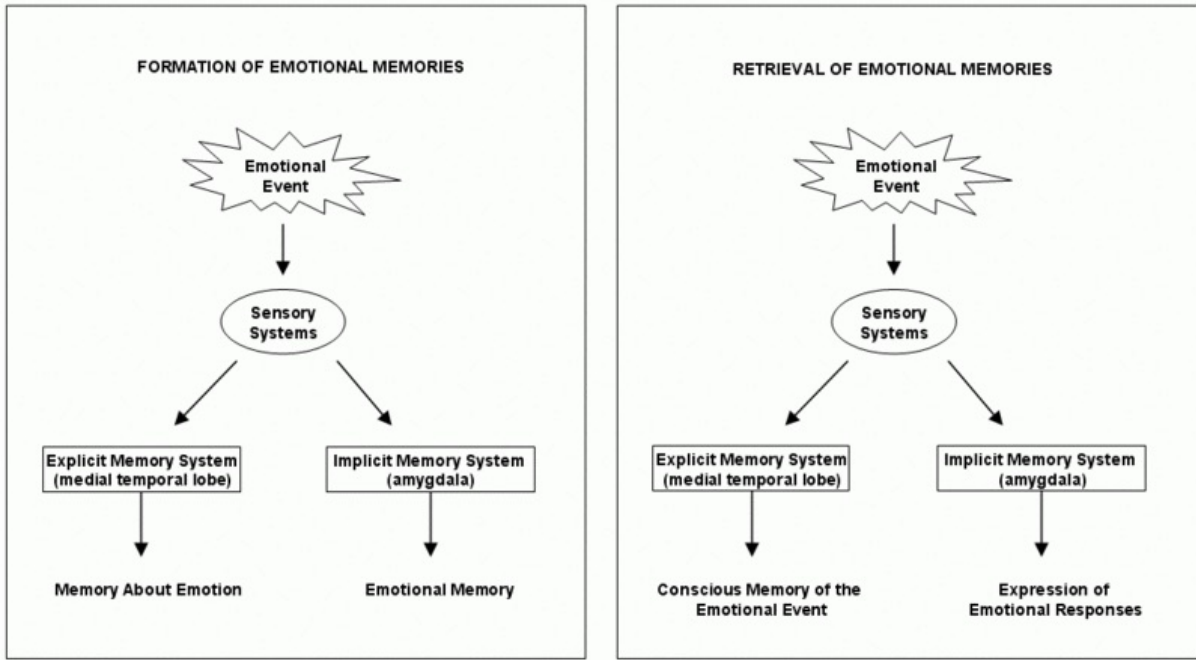 FORMATION OF EMOTIONAL MEMORIES
Emotional
Event
Sensory
Systems
Explicit Memory System
(medial temporal lobe)
Implicit Memory System
(amygdala)
Memory About Emotion
Emotional Memory
RETRIEVAL OF EMOTIONAL MEMORIES
Emotional
Event
Sensory
Systems
Explicit Memory System
(medial temporal lobe)
Implicit Memory System
(amygdala)
Conscious Memory of the
Emotional Event
Expression of
Emotional Responses